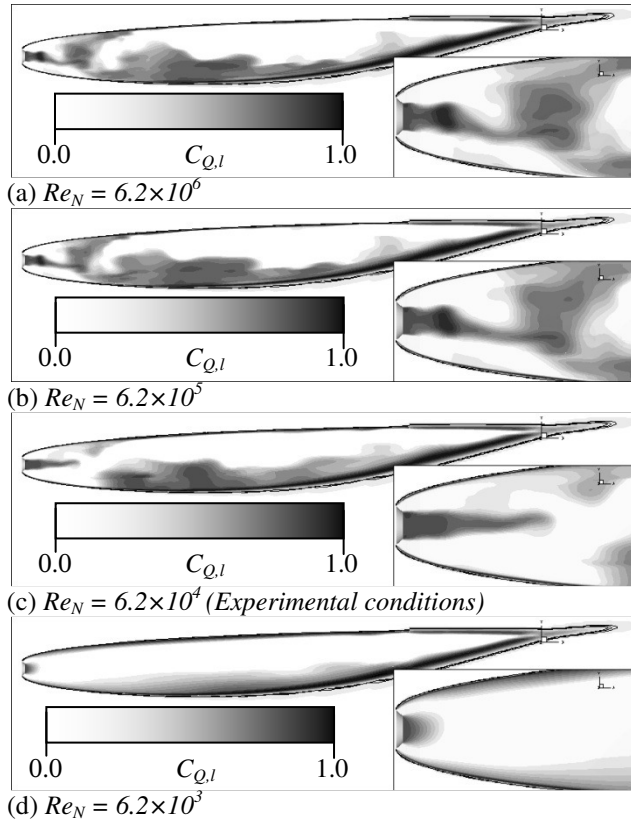 0.0 1.0
C_{Q,l}
(a) Re_N = 6.2×10^6
0.0 1.0
C_{Q,l}
(b) Re_N = 6.2×10^5
0.0 1.0
C_{Q,l}
(c) Re_N = 6.2×10^4 (Experimental conditions)
0.0 1.0
C_{Q,l}
(d) Re_N = 6.2×10^3